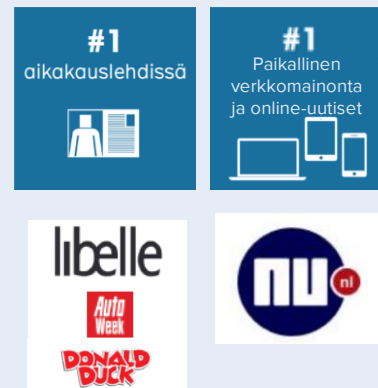 #1
aikakauslehdissä
#1
Paikallinen
verkkomainonta
ja online-uutiset
libelle
Auto
Week
DONALD
DUCK
nu
nl